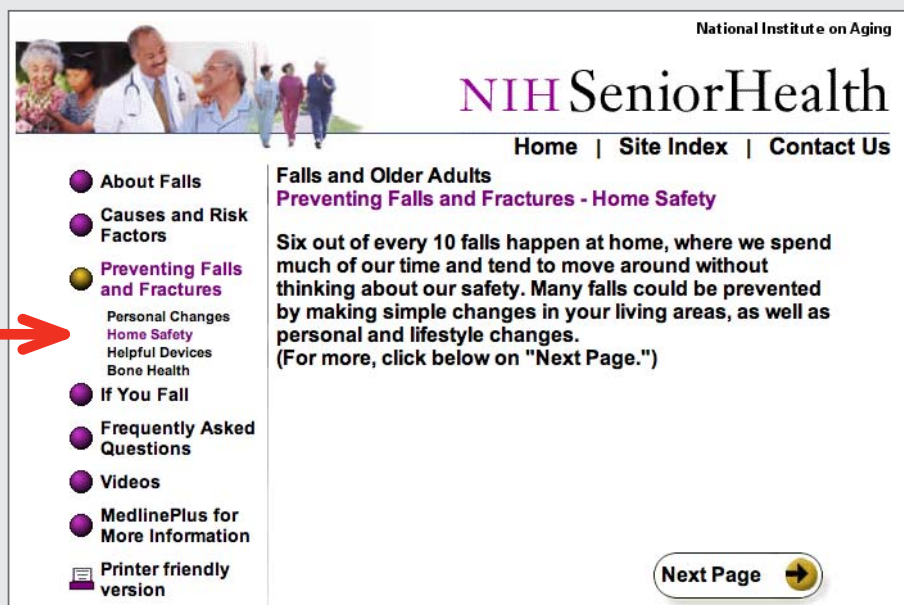 National Institute on Aging
NIH SeniorHealth
Home | Site Index | Contact Us
About Falls
Causes and Risk
Factors
Preventing Falls
and Fractures
Personal Changes
Home Safety
Helpful Devices
Bone Health
If You Fall
Frequently Asked
Questions
Videos
MedlinePlus for
More Information
Printer friendly
version
Falls and Older Adults
Preventing Falls and Fractures - Home Safety
Six out of every 10 falls happen at home, where we spend
much of our time and tend to move around without
thinking about our safety. Many falls could be prevented
by making simple changes in your living areas, as well as
personal and lifestyle changes.
(For more, click below on "Next Page.")
Next Page